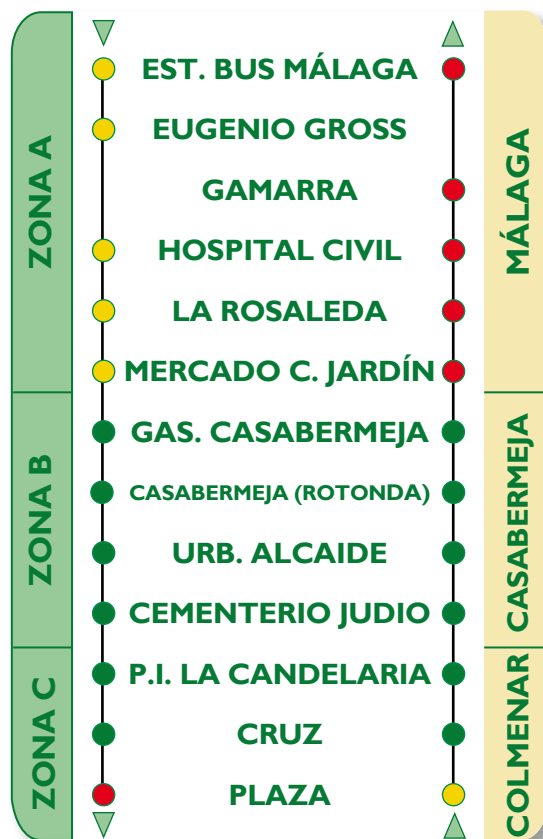 ZONA A
ZONA B
ZONA C
EST. BUS MÁLAGA
EUGENIO GROSS
GAMARRA
HOSPITAL CIVIL
LA ROSALEDA
MERCADO C. JARDÍN
GAS. CASABERMEJA
CASABERMEJA (ROTONDA)
URB. ALCAIDE
CEMENTERIO JUDIO
P.I. LA CANDELARIA
CRUZ
PLAZA
MÁLAGA
CASABERMEJA
COLMENAR